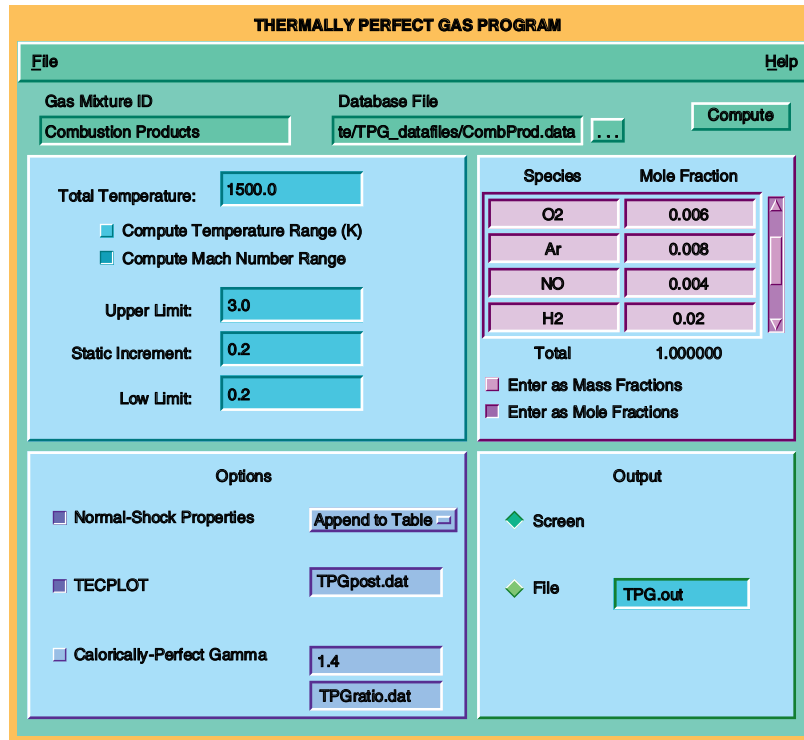 THERMALLY PERFECT GAS PROGRAM
File Help
Gas Mixture ID Database File
Combustion Products te/TPG_datafiles/CombProd.data ... Compute
Total Temperature: 1500.0
Compute Temperature Range (K)
Compute Mach Number Range
Upper Limit: 3.0
Static Increment: 0.2
Low Limit: 0.2
Species Mole Fraction
O2 0.006
Ar 0.008
NO 0.004
H2 0.02
Total 1.000000
Enter as Mass Fractions
Enter as Mole Fractions
Options
Normal-Shock Properties Append to Table
TECPLOT TPGpost.dat
Calorically-Perfect Gamma 1.4
TPGratio.dat
Output
Screen
File TPG.out